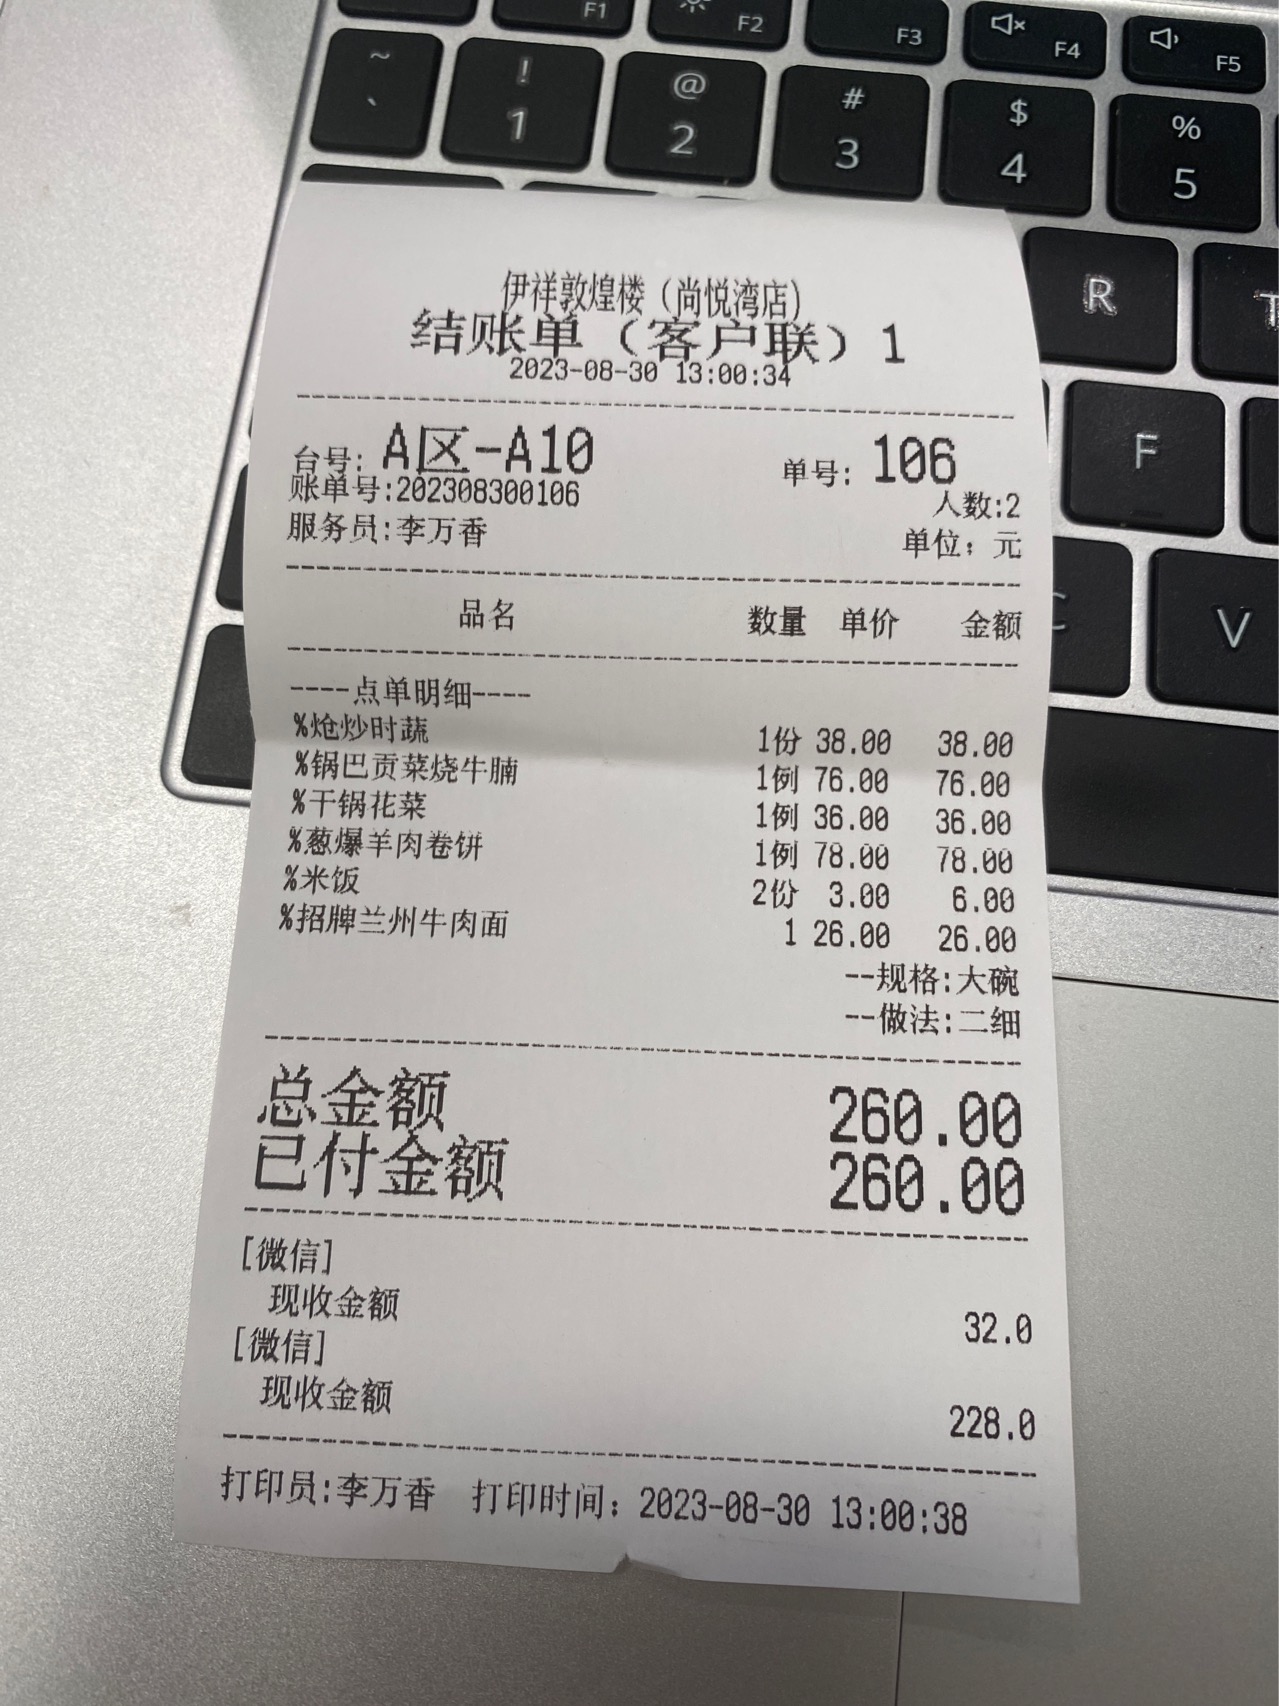 F1
F2
F3
F4
F5
~
`
!
1
@
2
#
3
$
4
%
5
R
T
F
C
V
伊祥敦煌楼（尚悦湾店）
结账单（客户联）1
2023-08-30 13:00:34
台号: A区-A10 单号: 106
账单号:202308300106 人数:2
服务员:李万香 单位：元
品名 数量 单价 金额
----点单明细----
%炝炒时蔬 1份 38.00 38.00
%锅巴贡菜烧牛腩 1例 76.00 76.00
%干锅花菜 1例 36.00 36.00
%葱爆羊肉卷饼 1例 78.00 78.00
%米饭 2份 3.00 6.00
%招牌兰州牛肉面 1 26.00 26.00
--规格:大碗
--做法:二细
总金额 260.00
已付金额 260.00
[微信]
现收金额 32.0
[微信]
现收金额 228.0
打印员:李万香 打印时间：2023-08-30 13:00:38